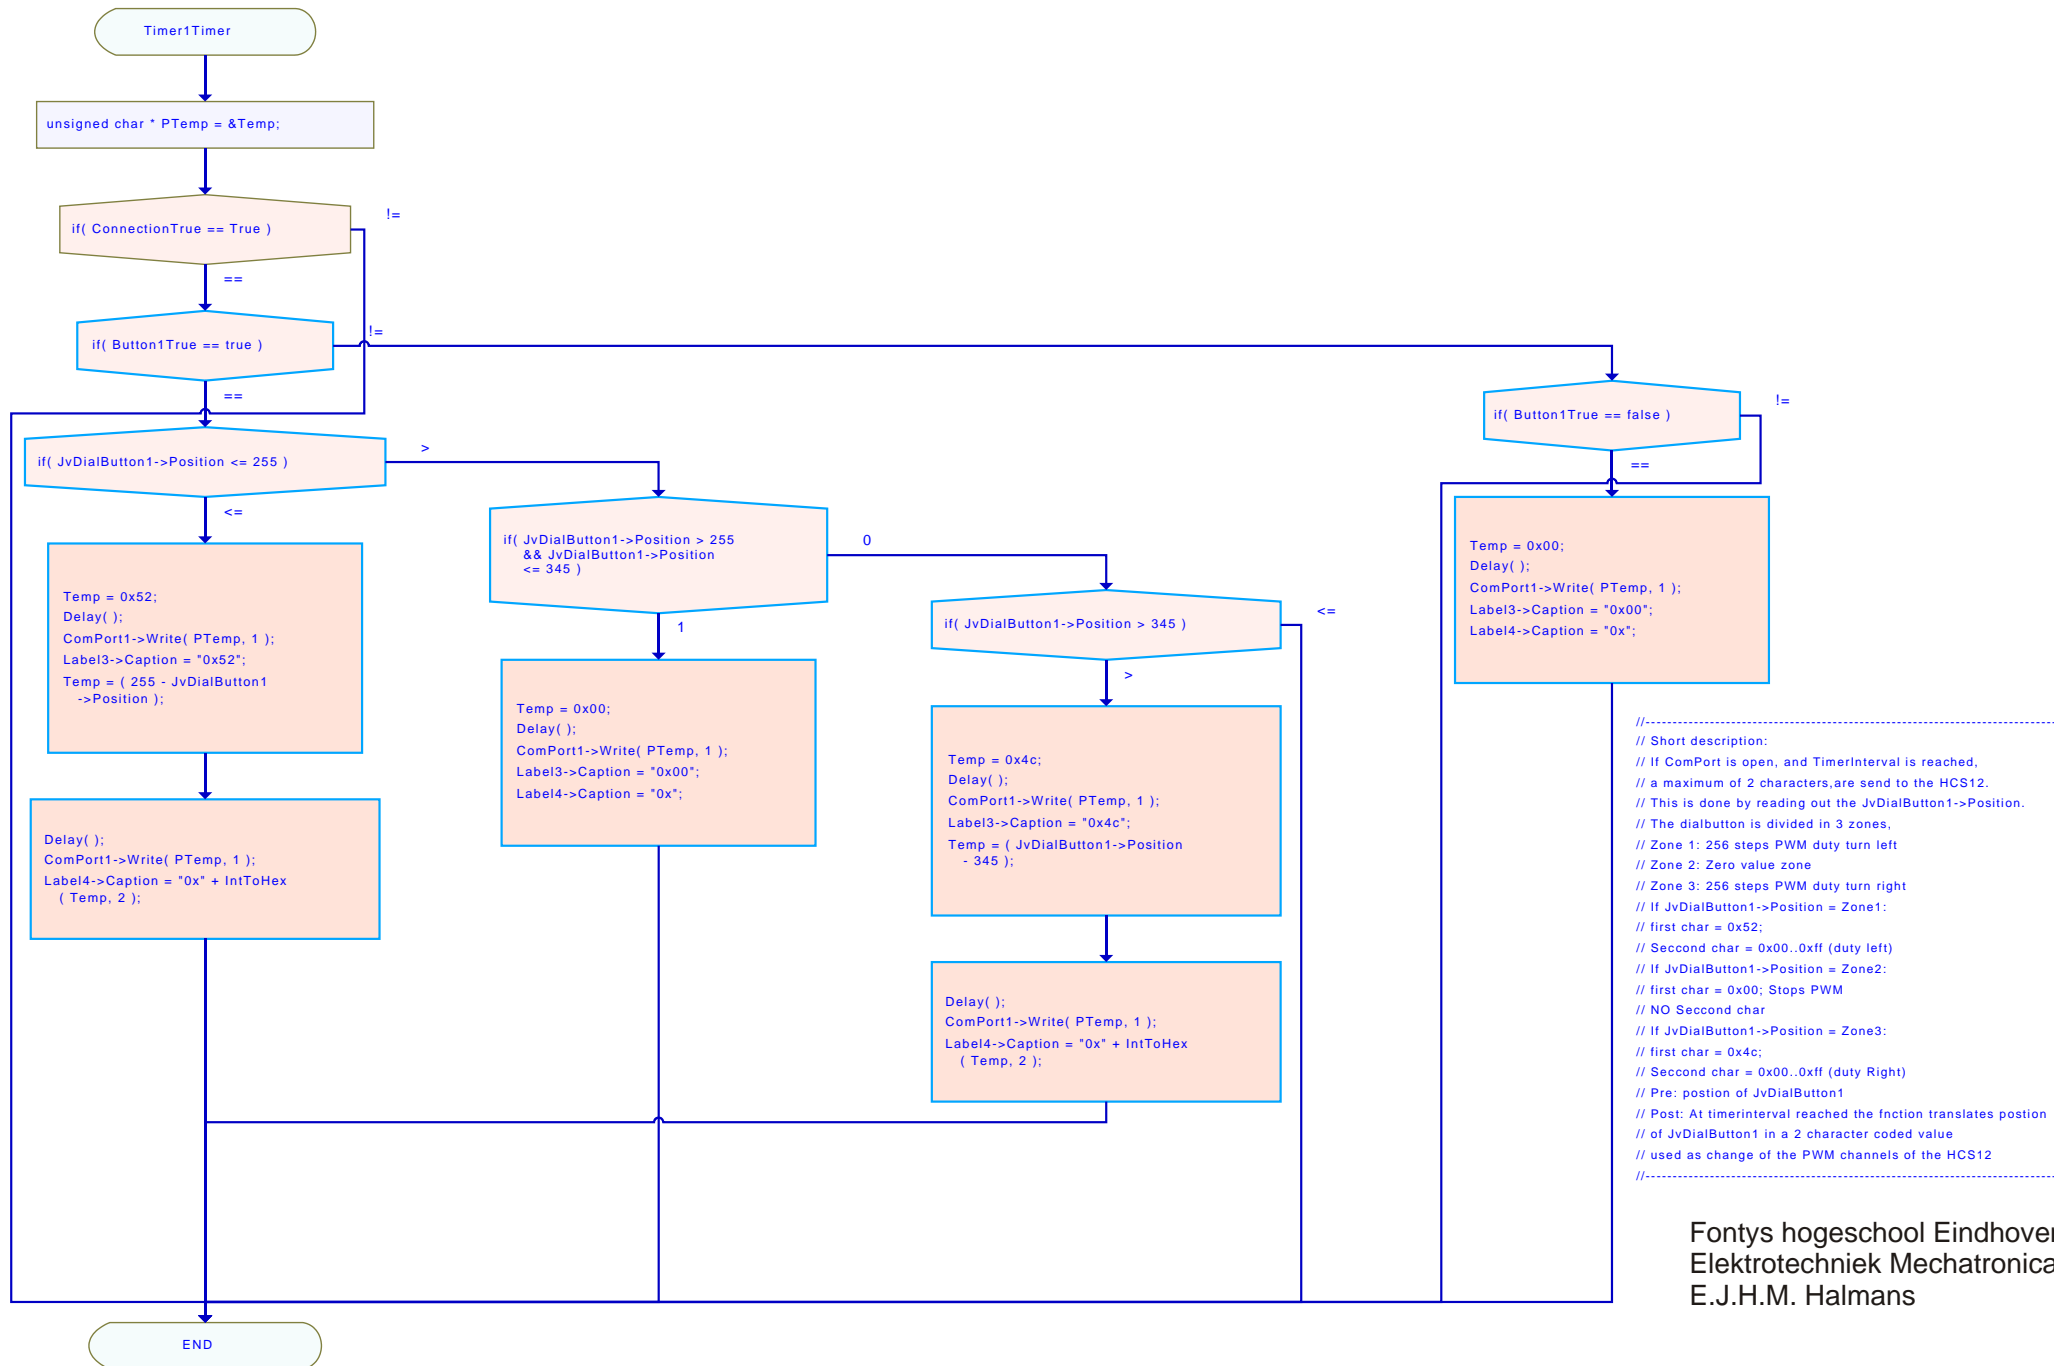 Timer1Timer
unsigned char * PTemp = &Temp;
if( ConnectionTrue == True )
!=
==
if( Button1True == true )
!=
==
if( JvDialButton1->Position <= 255 )
>
<=
Temp = 0x52;
Delay( );
ComPort1->Write( PTemp, 1 );
Label3->Caption = "0x52";
Temp = ( 255 - JvDialButton1
->Position );
Delay( );
ComPort1->Write( PTemp, 1 );
Label4->Caption = "0x" + IntToHex
( Temp, 2 );
if( JvDialButton1->Position > 255
&& JvDialButton1->Position
<= 345 )
0
1
Temp = 0x00;
Delay( );
ComPort1->Write( PTemp, 1 );
Label3->Caption = "0x00";
Label4->Caption = "0x";
if( JvDialButton1->Position > 345 )
<=
>
Temp = 0x4c;
Delay( );
ComPort1->Write( PTemp, 1 );
Label3->Caption = "0x4c";
Temp = ( JvDialButton1->Position
- 345 );
Delay( );
ComPort1->Write( PTemp, 1 );
Label4->Caption = "0x" + IntToHex
( Temp, 2 );
if( Button1True == false )
!=
==
Temp = 0x00;
Delay( );
ComPort1->Write( PTemp, 1 );
Label3->Caption = "0x00";
Label4->Caption = "0x";
//---------------------------------------------------------------------------
// Short description:
// If ComPort is open, and TimerInterval is reached,
// a maximum of 2 characters,are send to the HCS12.
// This is done by reading out the JvDialButton1->Position.
// The dialbutton is divided in 3 zones,
// Zone 1: 256 steps PWM duty turn left
// Zone 2: Zero value zone
// Zone 3: 256 steps PWM duty turn right
// If JvDialButton1->Position = Zone1:
// first char = 0x52;
// Seccond char = 0x00..0xff (duty left)
// If JvDialButton1->Position = Zone2:
// first char = 0x00; Stops PWM
// NO Seccond char
// If JvDialButton1->Position = Zone3:
// first char = 0x4c;
// Seccond char = 0x00..0xff (duty Right)
// Pre: postion of JvDialButton1
// Post: At timerinterval reached the fnction translates postion
// of JvDialButton1 in a 2 character coded value
// used as change of the PWM channels of the HCS12
//---------------------------------------------------------------------------
Fontys hogeschool Eindhoven
Elektrotechniek Mechatronica
E.J.H.M. Halmans
END